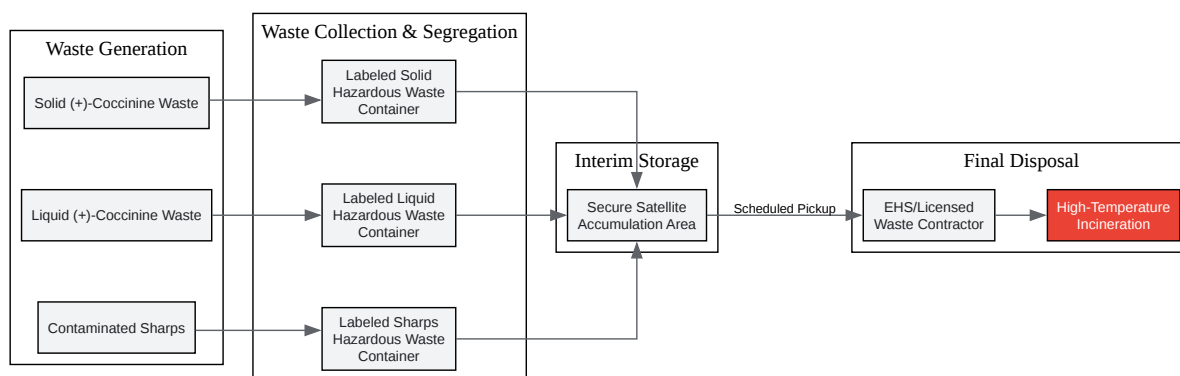 Waste Generation
Solid (+)-Coccinine Waste
Liquid (+)-Coccinine Waste
Contaminated Sharps
Waste Collection & Segregation
Labeled Solid
Hazardous Waste
Container
Labeled Liquid
Hazardous Waste
Container
Labeled Sharps
Hazardous Waste
Container
Interim Storage
Secure Satellite
Accumulation Area
Scheduled Pickup
Final Disposal
EHS/Licensed
Waste Contractor
High-Temperature
Incineration